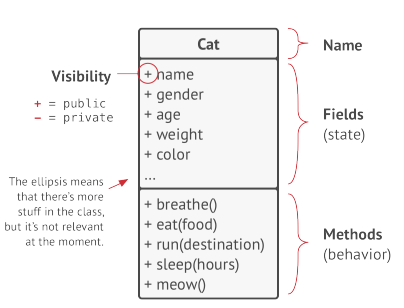 Cat
Name
Visibility
+ = public
– = private
+ name
+ gender
+ age
+ weight
+ color
...
Fields
(state)
The ellipsis means
that there's more
stuff in the class,
but it's not relevant
at the moment.
+ breathe()
+ eat(food)
+ run(destination)
+ sleep(hours)
+ meow()
Methods
(behavior)